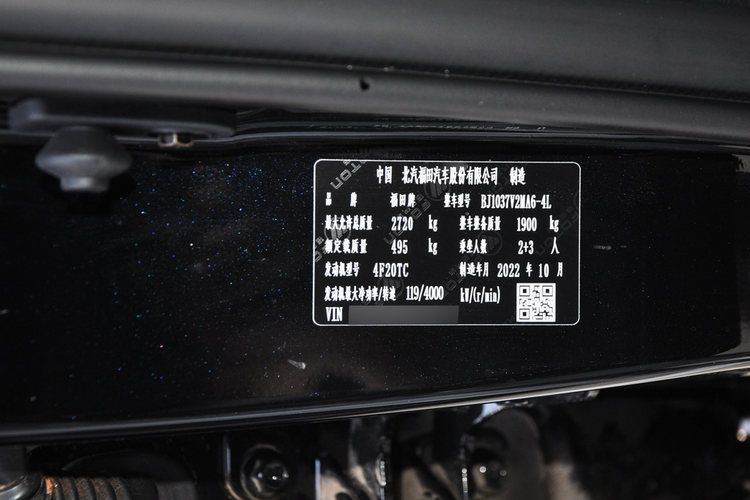 中国 北汽福田汽车股份有限公司 制造
品牌 福田牌 整车型号 BJ1037V2MA6-4L
最大允许总质量 2720 kg 整车整备质量 1900 kg
额定载质量 495 kg 乘坐人数 2+3 人
发动机型号 4F20TC 制造年月 2022 年 10 月
发动机最大净功率/转速 119/4000 kW/(r/min)
VIN